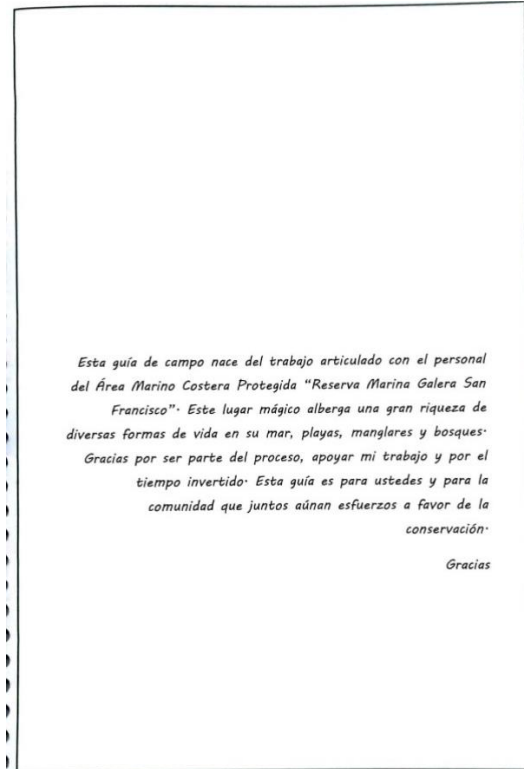 Esta guía de campo nace del trabajo articulado con el personal
del Área Marino Costera Protegida “Reserva Marina Galera San
Francisco”. Este lugar mágico alberga una gran riqueza de
diversas formas de vida en su mar, playas, manglares y bosques.
Gracias por ser parte del proceso, apoyar mi trabajo y por el
tiempo invertido. Esta guía es para ustedes y para la
comunidad que juntos aúnan esfuerzos a favor de la
conservación.
Gracias